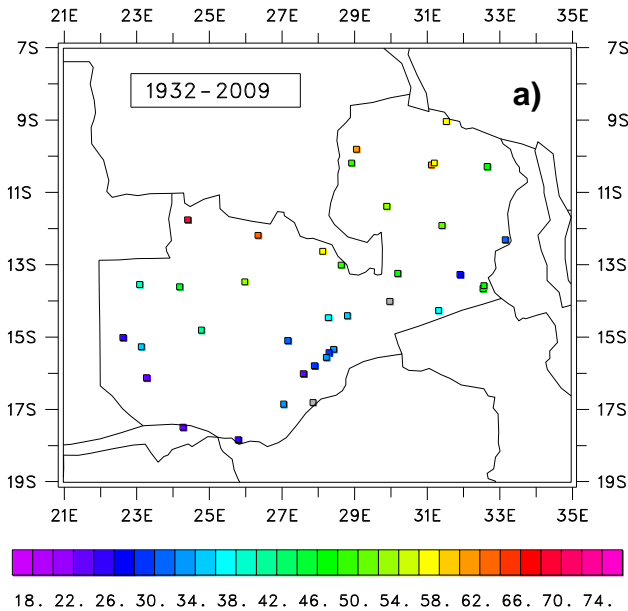 21E 23E 25E 27E 29E 31E 33E 35E
7S 7S
1932-2009 a)
9S 9S
11S 11S
13S 13S
15S 15S
17S 17S
19S 19S
21E 23E 25E 27E 29E 31E 33E 35E
18. 22. 26. 30. 34. 38. 42. 46. 50. 54. 58. 62. 66. 70. 74.